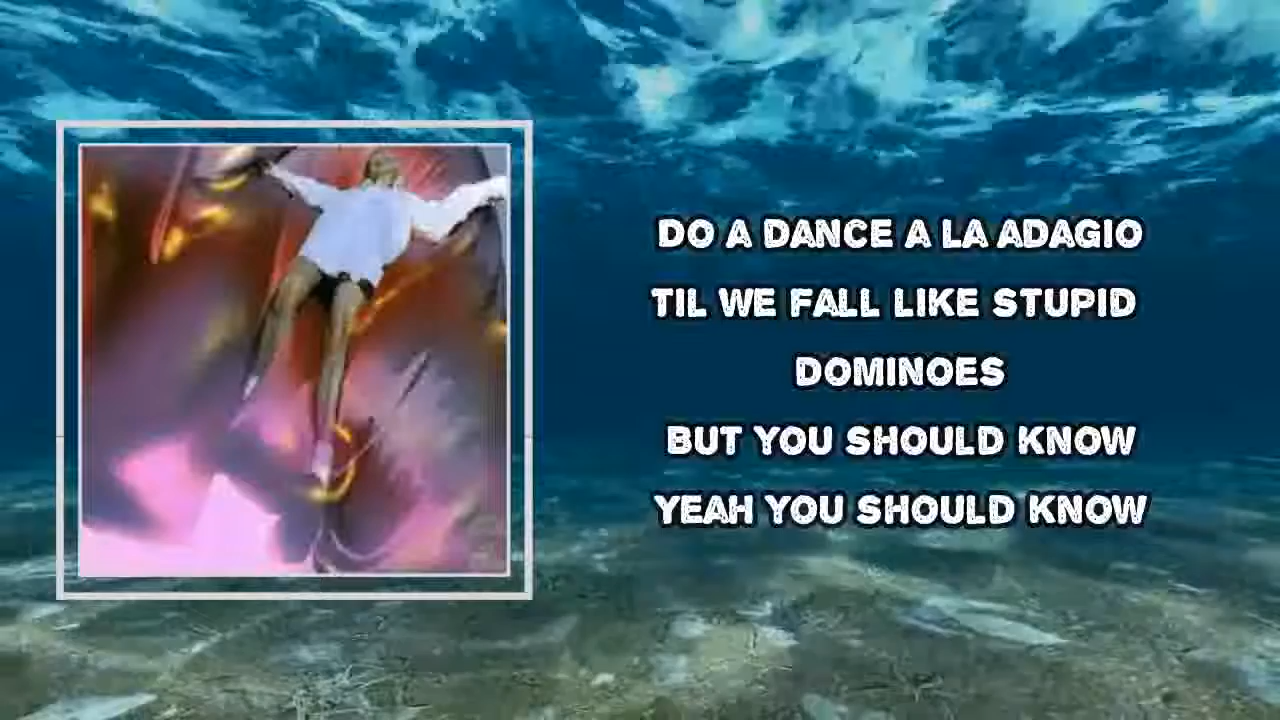 DO A DANCE A LA ADAGIO
TIL WE FALL LIKE STUPID
DOMINOES
BUT YOU SHOULD KNOW
YEAH YOU SHOULD KNOW